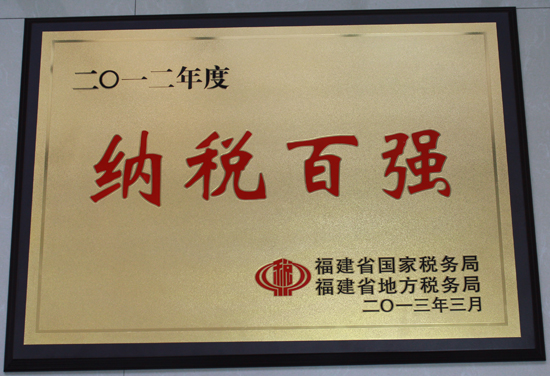 二〇一二年度
纳税百强
税
福建省国家税务局
福建省地方税务局
二〇一三年三月